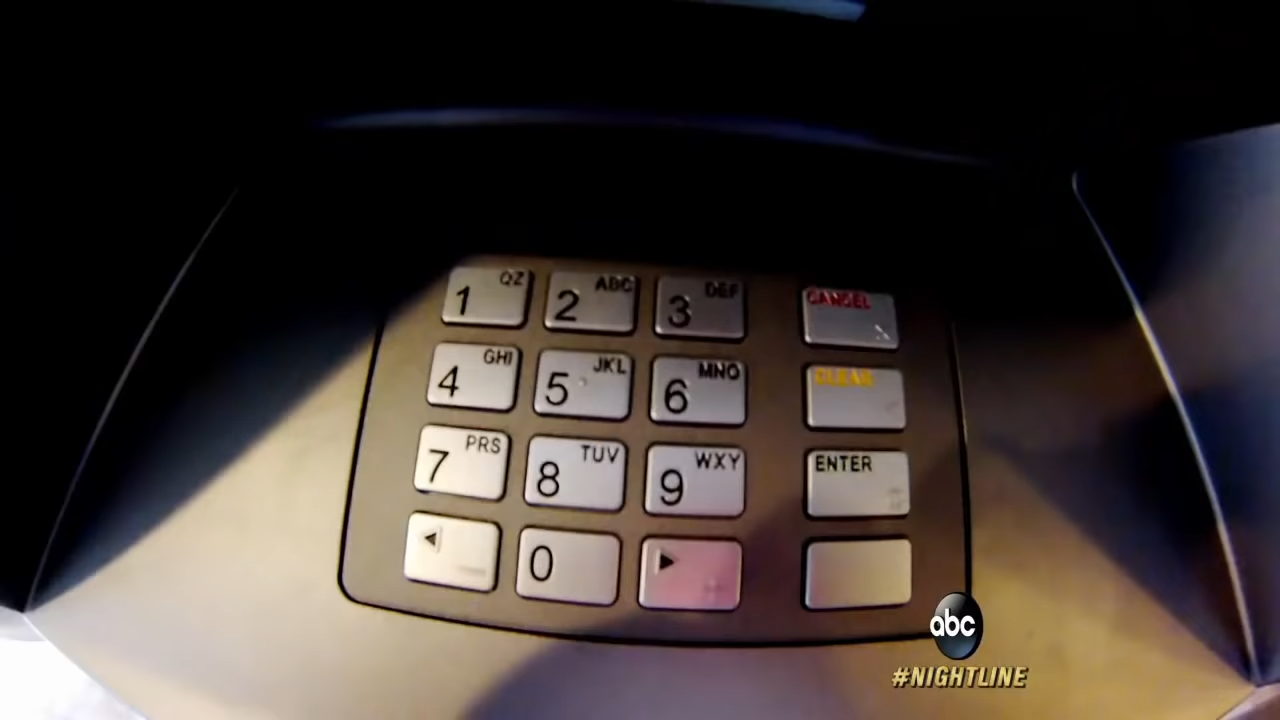 1 QZ 2 ABC 3 DEF CANCEL
4 GHI 5 JKL 6 MNO CLEAR
7 PRS 8 TUV 9 WXY ENTER
0
abc
#NIGHTLINE